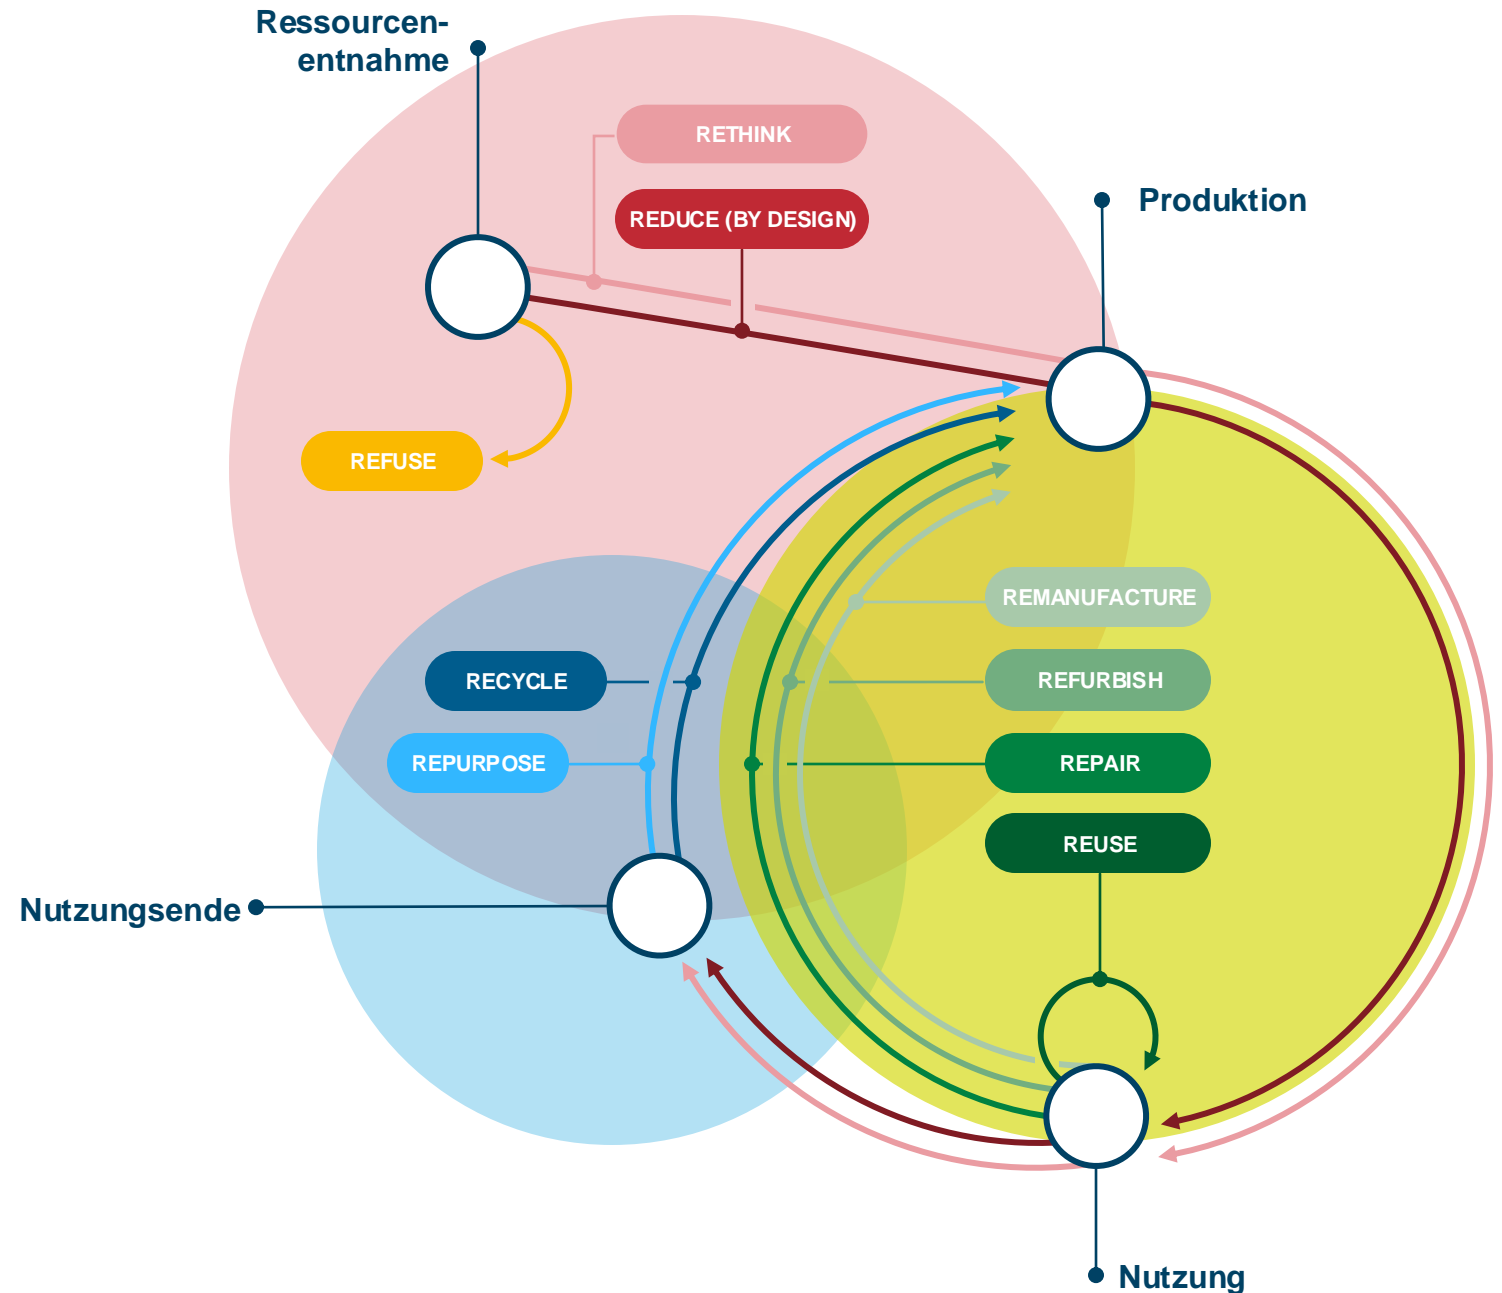 Ressourcen-
entnahme
RETHINK
REDUCE (BY DESIGN)
Produktion
REFUSE
REMANUFACTURE
RECYCLE
REFURBISH
REPURPOSE
REPAIR
REUSE
Nutzungsende
Nutzung